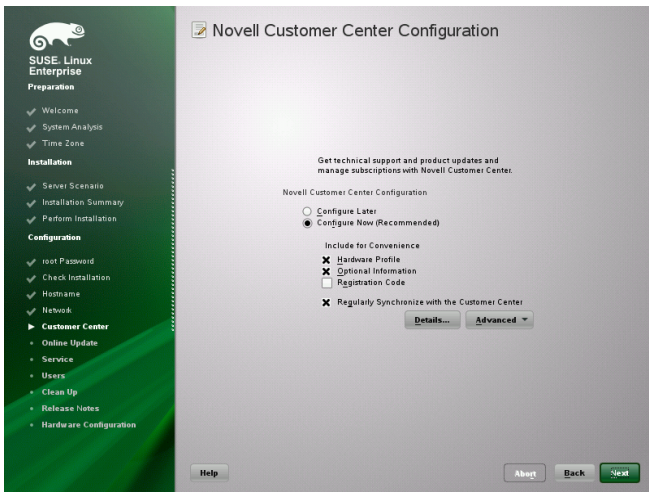 SUSE. Linux
Enterprise
Preparation
Welcome
System Analysis
Time Zone
Installation
Server Scenario
Installation Summary
Perform Installation
Configuration
root Password
Check Installation
Hostname
Network
Customer Center
Online Update
Service
Users
Clean Up
Release Notes
Hardware Configuration
Novell Customer Center Configuration
Get technical support and product updates and
manage subscriptions with Novell Customer Center.
Novell Customer Center Configuration
Configure Later
Configure Now (Recommended)
Include for Convenience
Hardware Profile
Optional Information
Registration Code
Regularly Synchronize with the Customer Center
Details... Advanced
Help Abort Back Next